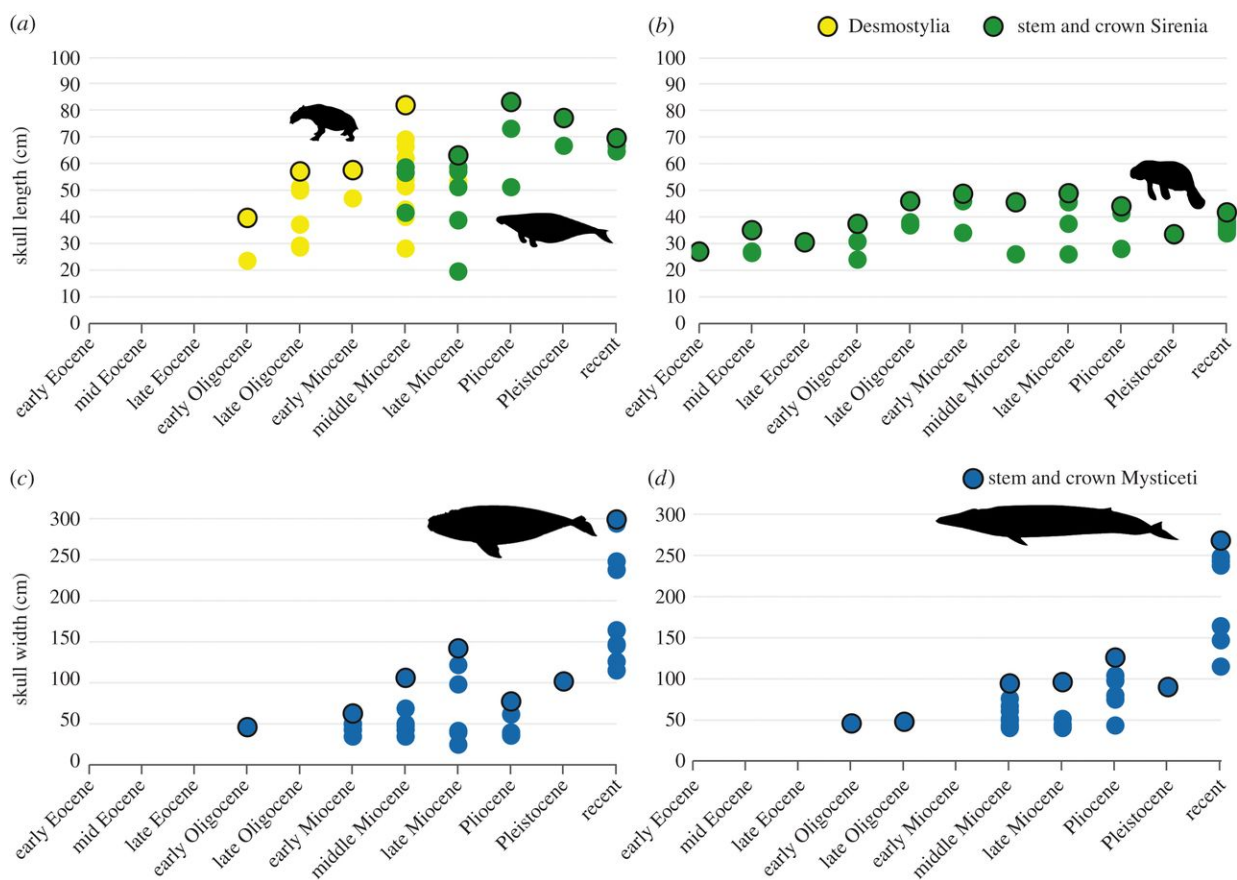 (a)
(b)
Desmostylia
stem and crown Sirenia
100
90
80
70
60
50
40
30
20
10
0
skull length (cm)
early Eocene
mid Eocene
late Eocene
early Oligocene
late Oligocene
early Miocene
middle Miocene
late Miocene
Pliocene
Pleistocene
recent
100
90
80
70
60
50
40
30
20
10
0
early Eocene
mid Eocene
late Eocene
early Oligocene
late Oligocene
early Miocene
middle Miocene
late Miocene
Pliocene
Pleistocene
recent
(c)
300
250
200
150
100
50
0
skull width (cm)
early Eocene
mid Eocene
late Eocene
early Oligocene
late Oligocene
early Miocene
middle Miocene
late Miocene
Pliocene
Pleistocene
recent
(d)
stem and crown Mysticeti
300
250
200
150
100
50
0
early Eocene
mid Eocene
late Eocene
early Oligocene
late Oligocene
early Miocene
middle Miocene
late Miocene
Pliocene
Pleistocene
recent